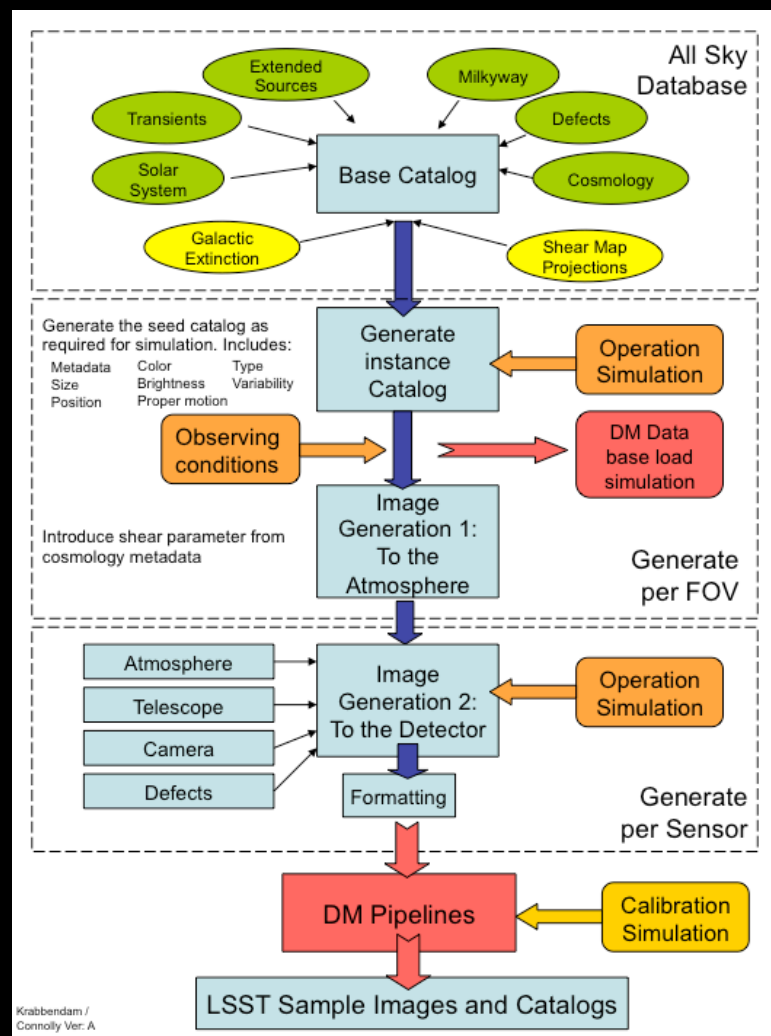 All Sky
Database
Extended
Sources
Milkyway
Transients
Defects
Solar
System
Base Catalog
Cosmology
Galactic
Extinction
Shear Map
Projections
Generate the seed catalog as
required for simulation. Includes:
Metadata Color Type
Size Brightness Variability
Position Proper motion
Generate
instance
Catalog
Operation
Simulation
Observing
conditions
DM Data
base load
simulation
Introduce shear parameter from
cosmology metadata
Image
Generation 1:
To the
Atmosphere
Generate
per FOV
Atmosphere
Telescope
Camera
Defects
Image
Generation 2:
To the Detector
Operation
Simulation
Formatting
Generate
per Sensor
DM Pipelines
Calibration
Simulation
LSST Sample Images and Catalogs
Krabbendam /
Connolly Ver: A